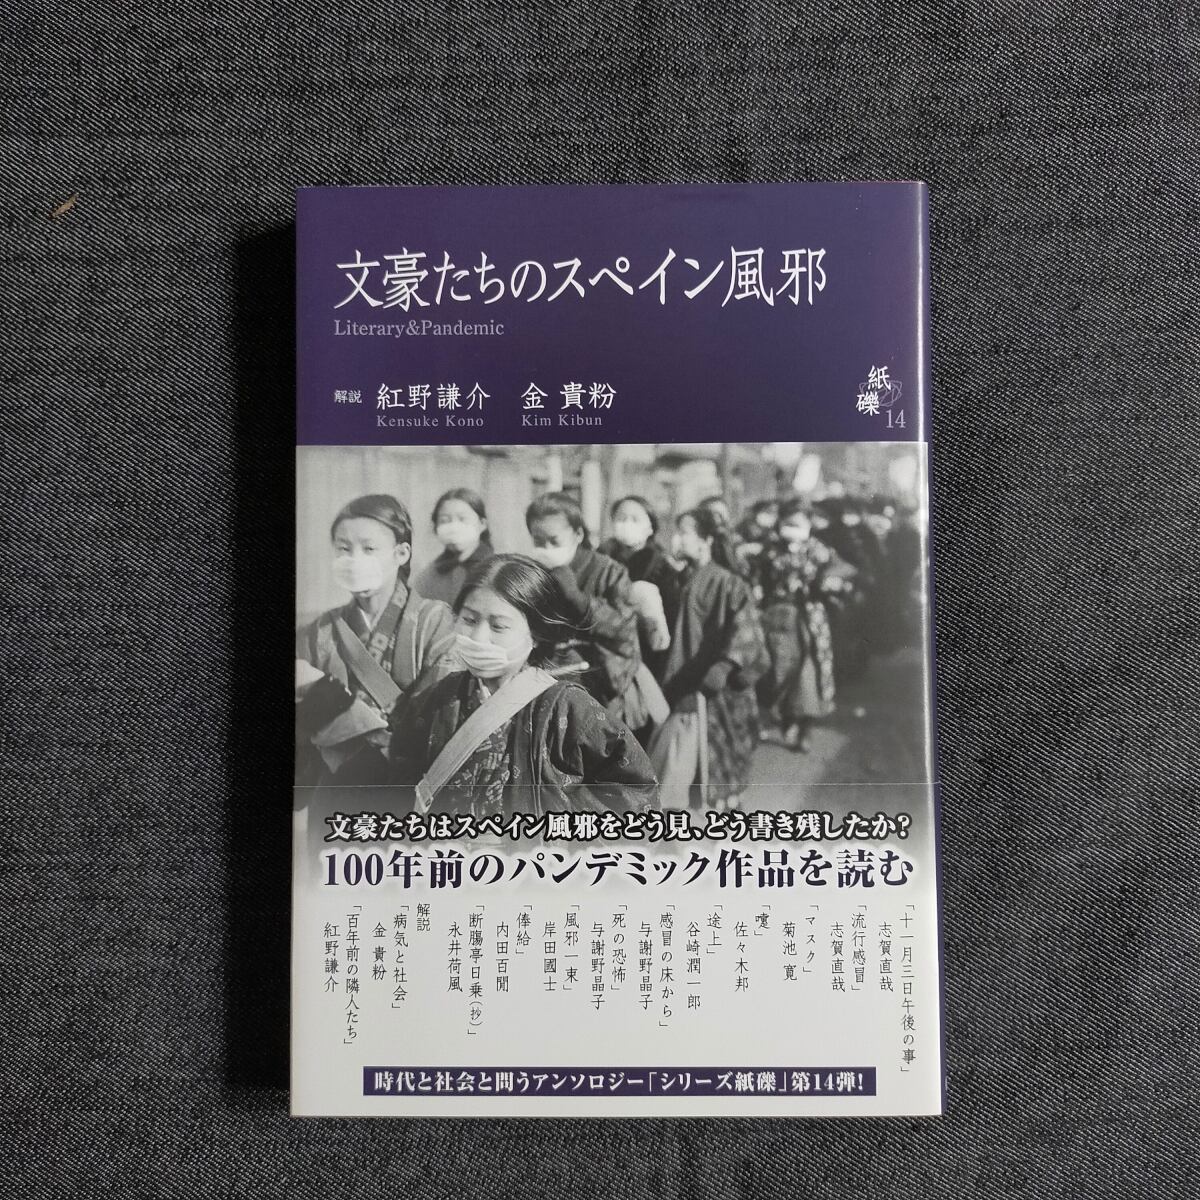 文豪たちのスペイン風邪
Literary&Pandemic
解説 紅野謙介 金 貴粉
Kensuke Kono Kim Kibun
紙礫
14
文豪たちはスペイン風邪をどう見、どう書き残したか?
100年前のパンデミック作品を読む
「十一月三日午後の事」
志賀直哉
「流行感冒」
志賀直哉
「マスク」
菊池 寛
「嚏」
佐々木邦
「途上」
谷崎潤一郎
「感冒の床から」
与謝野晶子
「死の恐怖」
与謝野晶子
「風邪一束」
岸田國士
「俸給」
内田百閒
「断腸亭日乗(抄)」
永井荷風
解説
「病気と社会」
金 貴粉
「百年前の隣人たち」
紅野謙介
時代と社会と問うアンソロジー「シリーズ紙礫」第14弾!